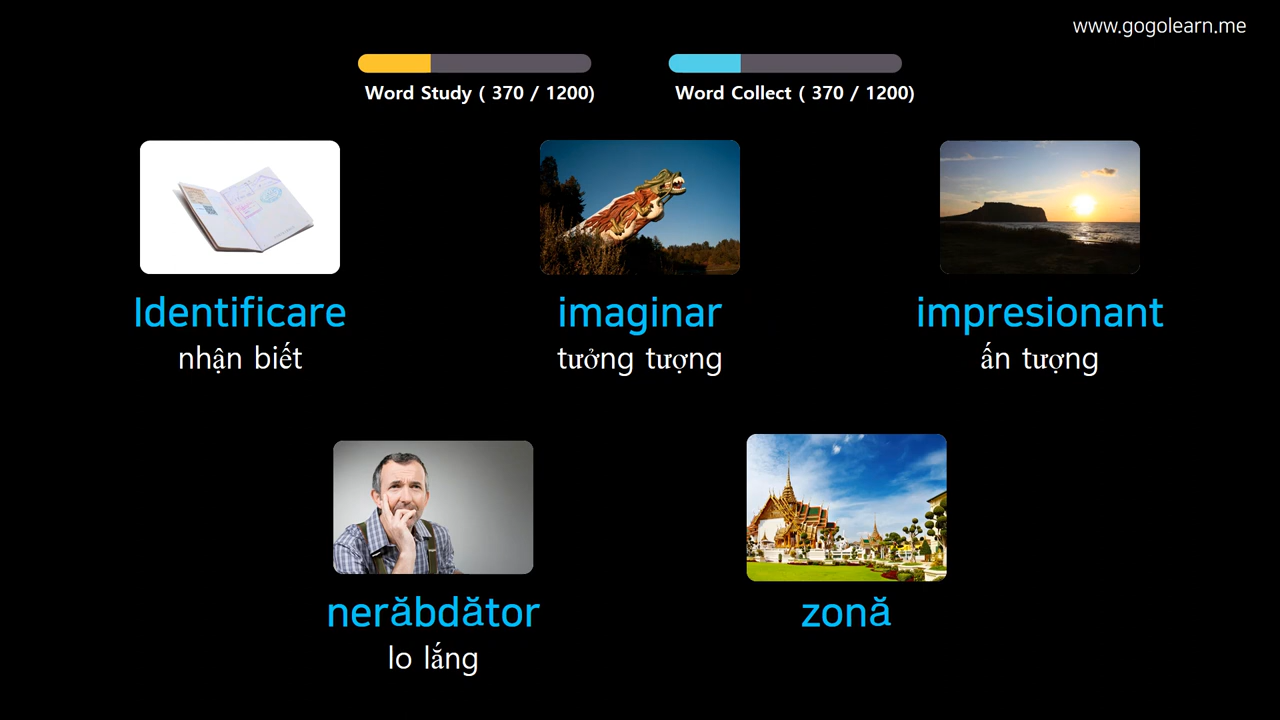 www.gogolearn.me
Word Study ( 370 / 1200)
Word Collect ( 370 / 1200)
Identificare
nhận biết
imaginar
tưởng tượng
impresionant
ấn tượng
nerăbdător
lo lắng
zonă